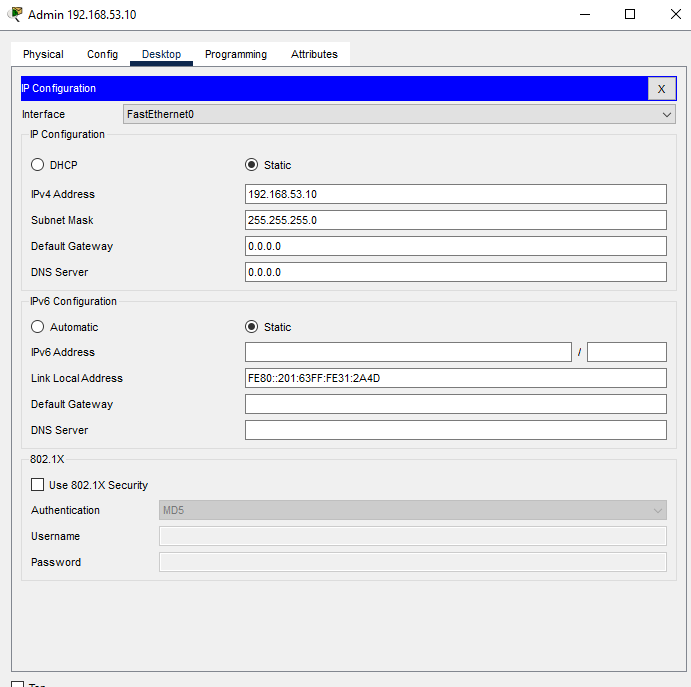 Admin 192.168.53.10
Physical Config Desktop Programming Attributes
IP Configuration X
Interface FastEthernet0
IP Configuration
DHCP Static
IPv4 Address 192.168.53.10
Subnet Mask 255.255.255.0
Default Gateway 0.0.0.0
DNS Server 0.0.0.0
IPv6 Configuration
Automatic Static
IPv6 Address /
Link Local Address FE80::201:63FF:FE31:2A4D
Default Gateway
DNS Server
802.1X
Use 802.1X Security
Authentication MD5
Username
Password